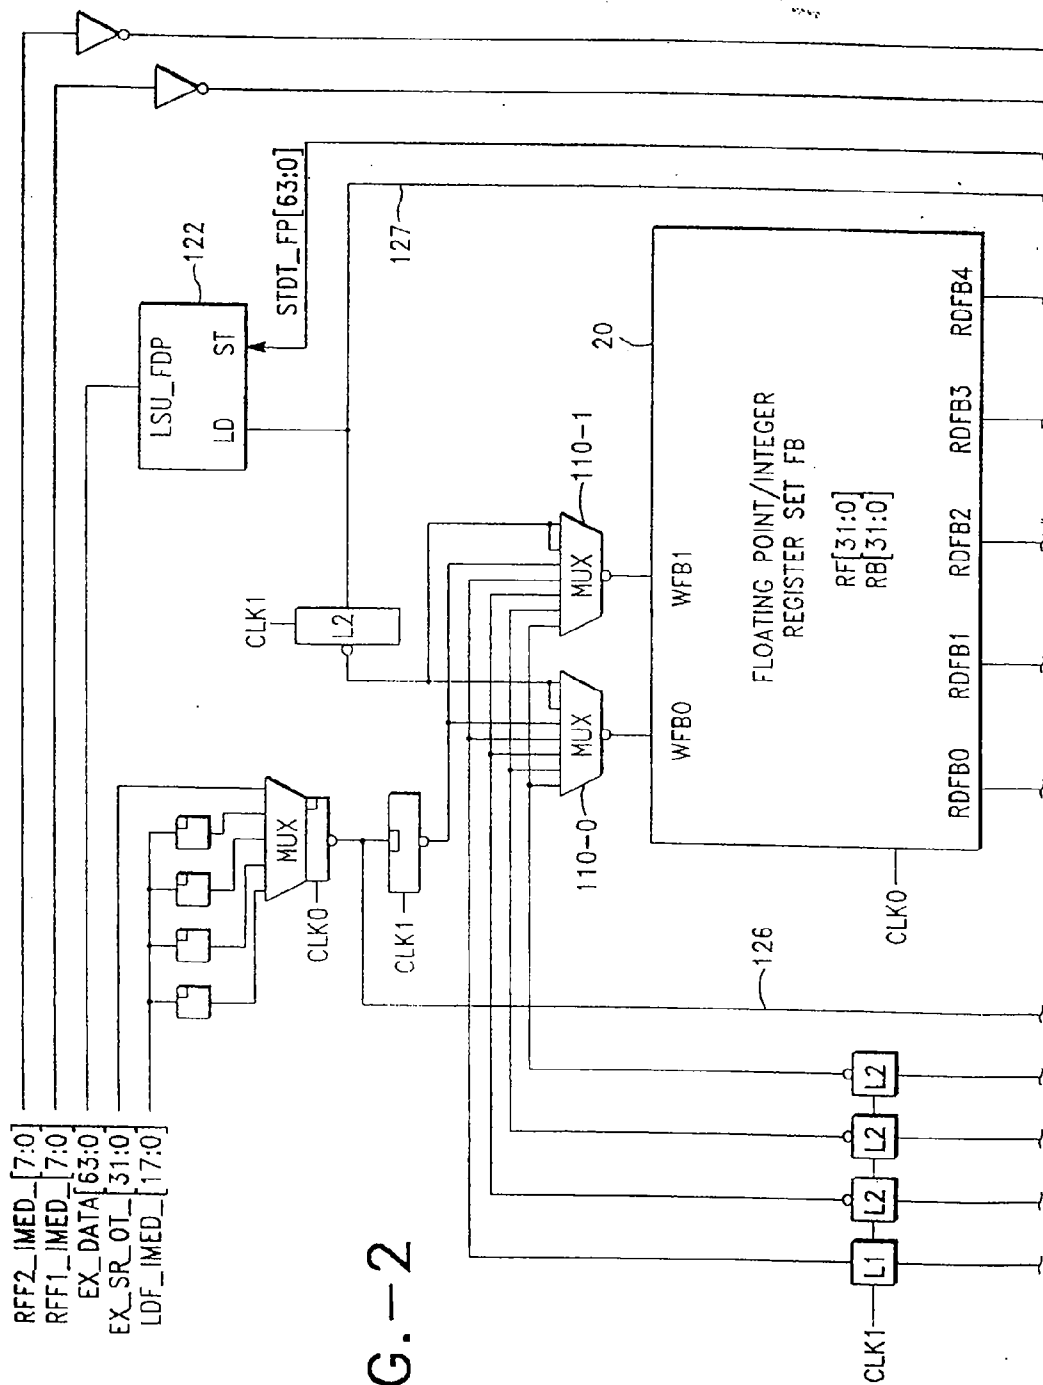 RFF2_IMED_[7:0]
RFF1_IMED_[7:0]
EX_DATA[63:0]
EX_SR_OT_[31:0]
LDF_IMED_[17:0]
LSU_FDP
LD
ST
122
STDT_FP[63:0]
127
MUX
CLK0
CLK1
CLK1
L2
MUX
110-0
MUX
110-1
WFB0
WFB1
20
FLOATING POINT/INTEGER
REGISTER SET FB
RF[31:0]
RB[31:0]
RDFB0
RDFB1
RDFB2
RDFB3
RDFB4
CLK0
126
CLK1
L1
L2
L2
L2
G.-2